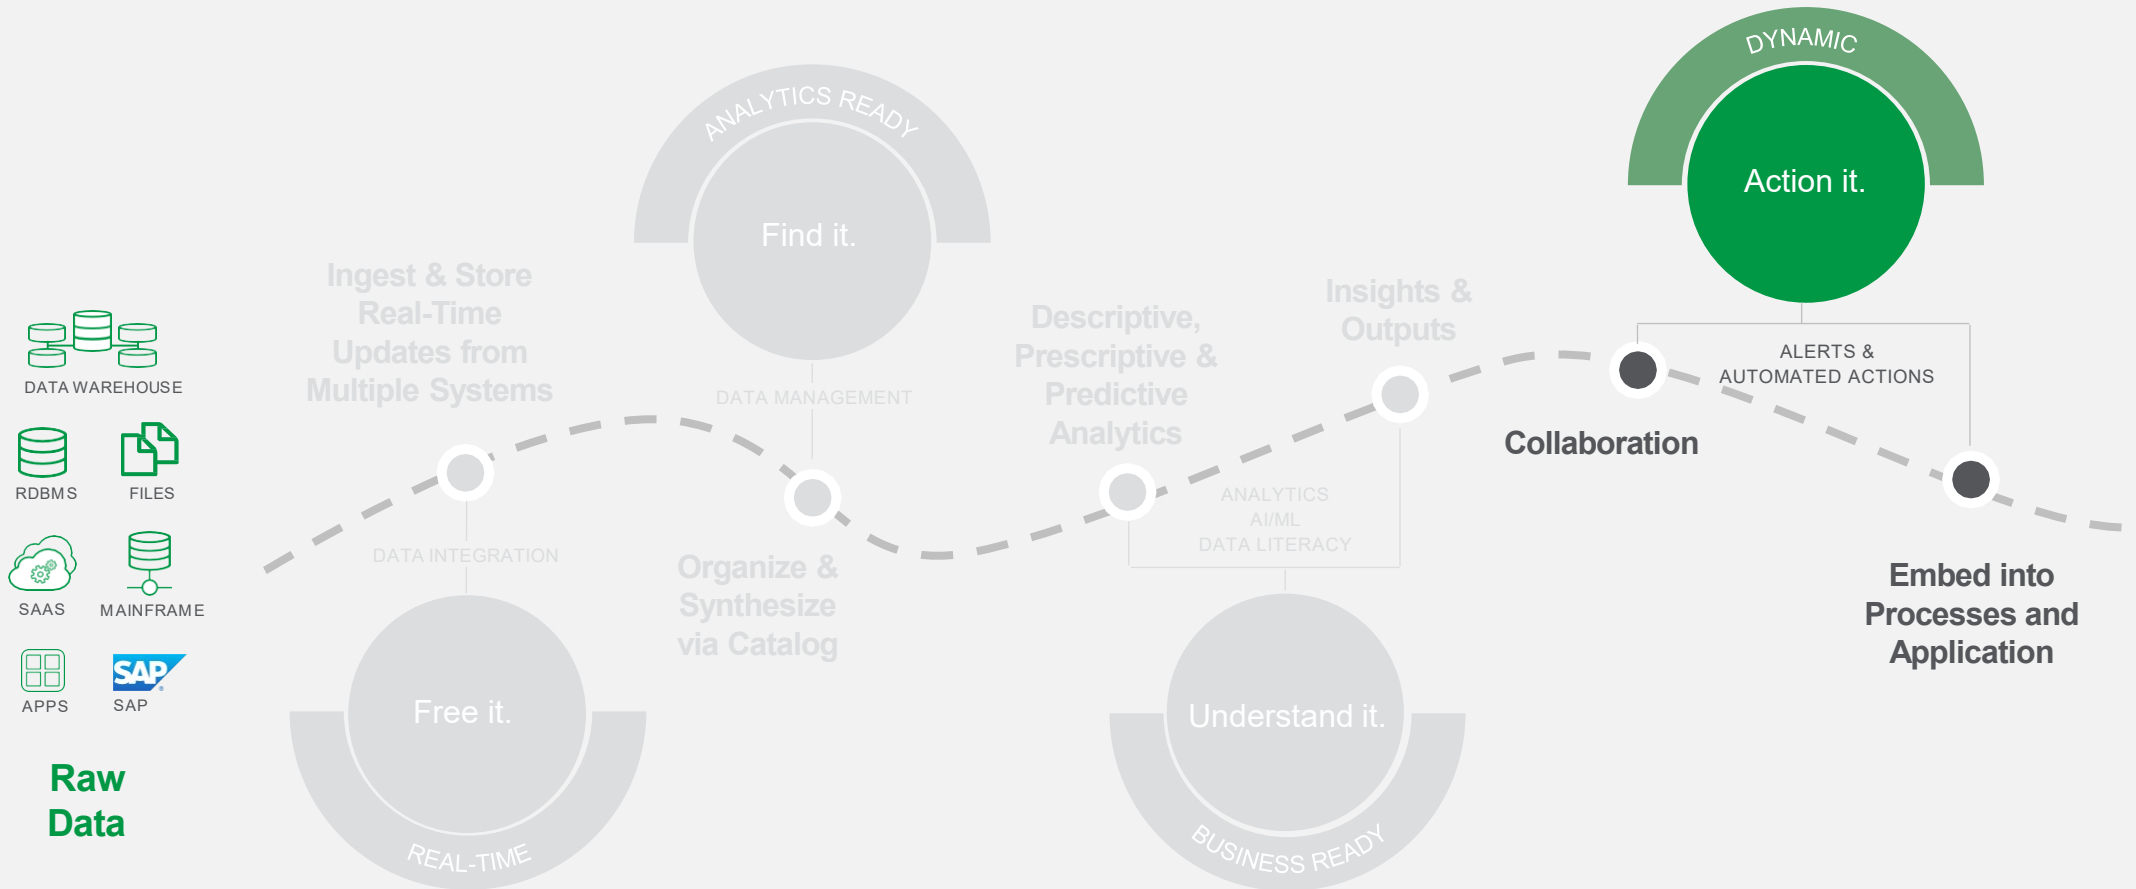 DATA WAREHOUSE
RDBMS
FILES
SAAS
MAINFRAME
APPS
SAP
SAP
Raw
Data
Ingest & Store
Real-Time
Updates from
Multiple Systems
DATA INTEGRATION
Free it.
REAL-TIME
ANALYTICS READY
Find it.
DATA MANAGEMENT
Organize &
Synthesize
via Catalog
Descriptive,
Prescriptive &
Predictive
Analytics
Insights &
Outputs
ANALYTICS
AI/ML
DATA LITERACY
Understand it.
BUSINESS READY
DYNAMIC
Action it.
ALERTS &
AUTOMATED ACTIONS
Collaboration
Embed into
Processes and
Application